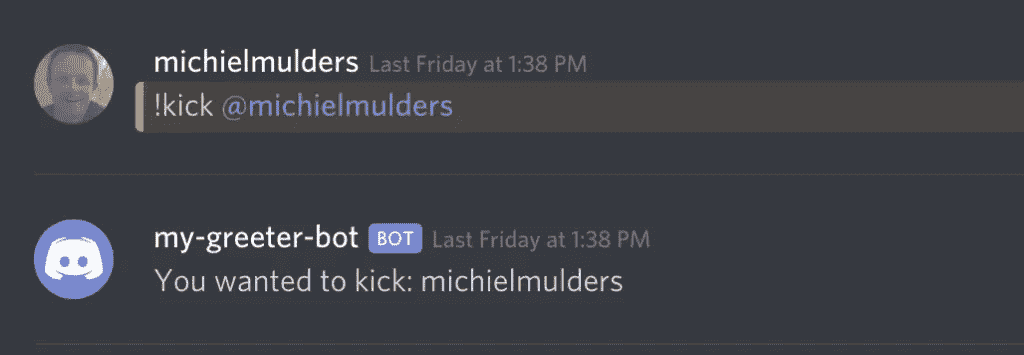 michielmulders Last Friday at 1:38 PM
!kick @michielmulders
my-greeter-bot BOT Last Friday at 1:38 PM
You wanted to kick: michielmulders